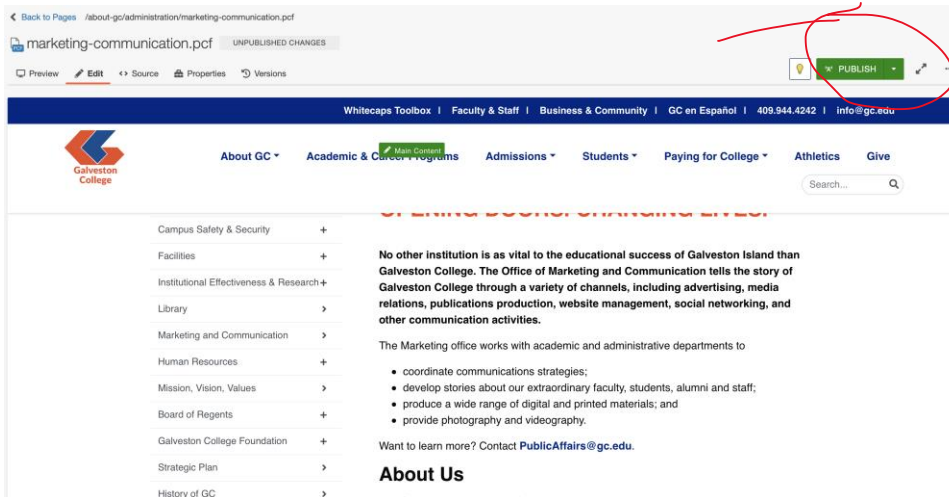 Back to Pages /about-gc/administration/marketing-communication.pcf
marketing-communication.pcf UNPUBLISHED CHANGES
Preview Edit <> Source Properties Versions
PUBLISH
Whitecaps Toolbox | Faculty & Staff | Business & Community | GC en Español | 409.944.4242 | info@gc.edu
Galveston
College
About GC Academic & Career Programs Admissions Students Paying for College Athletics Give
Main Content
Search...
OPENING DOORS. CHANGING LIVES.
Campus Safety & Security +
Facilities +
Institutional Effectiveness & Research +
Library >
Marketing and Communication >
Human Resources +
Mission, Vision, Values >
Board of Regents +
Galveston College Foundation +
Strategic Plan >
History of GC >
No other institution is as vital to the educational success of Galveston Island than
Galveston College. The Office of Marketing and Communication tells the story of
Galveston College through a variety of channels, including advertising, media
relations, publications production, website management, social networking, and
other communication activities.
The Marketing office works with academic and administrative departments to
• coordinate communications strategies;
• develop stories about our extraordinary faculty, students, alumni and staff;
• produce a wide range of digital and printed materials; and
• provide photography and videography.
Want to learn more? Contact PublicAffairs@gc.edu.
About Us